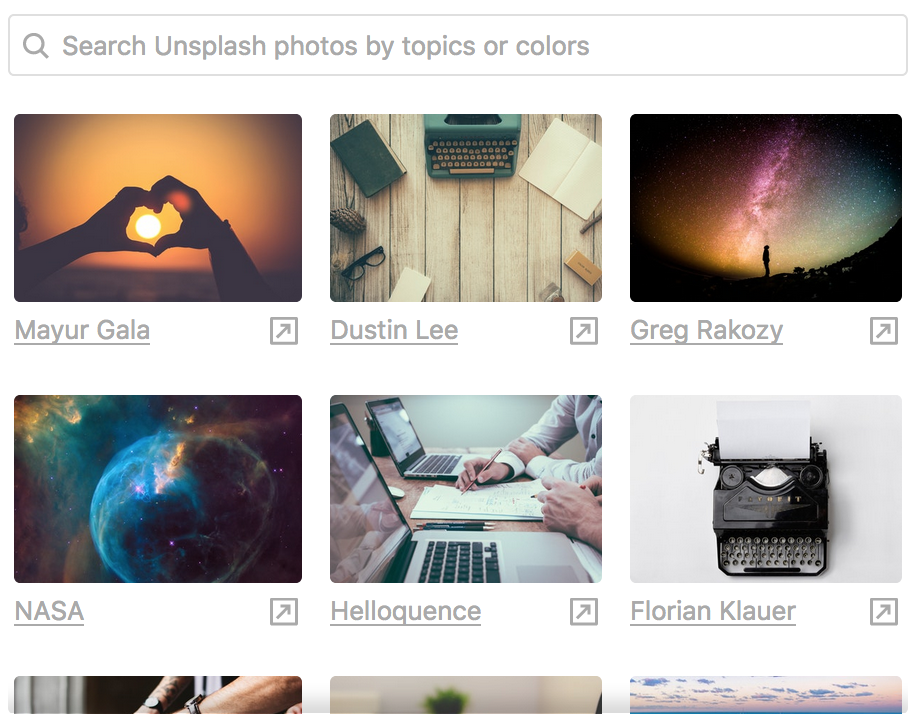 Search Unsplash photos by topics or colors
Mayur Gala
Dustin Lee
Greg Rakozy
NASA
Helloquence
Florian Klauer